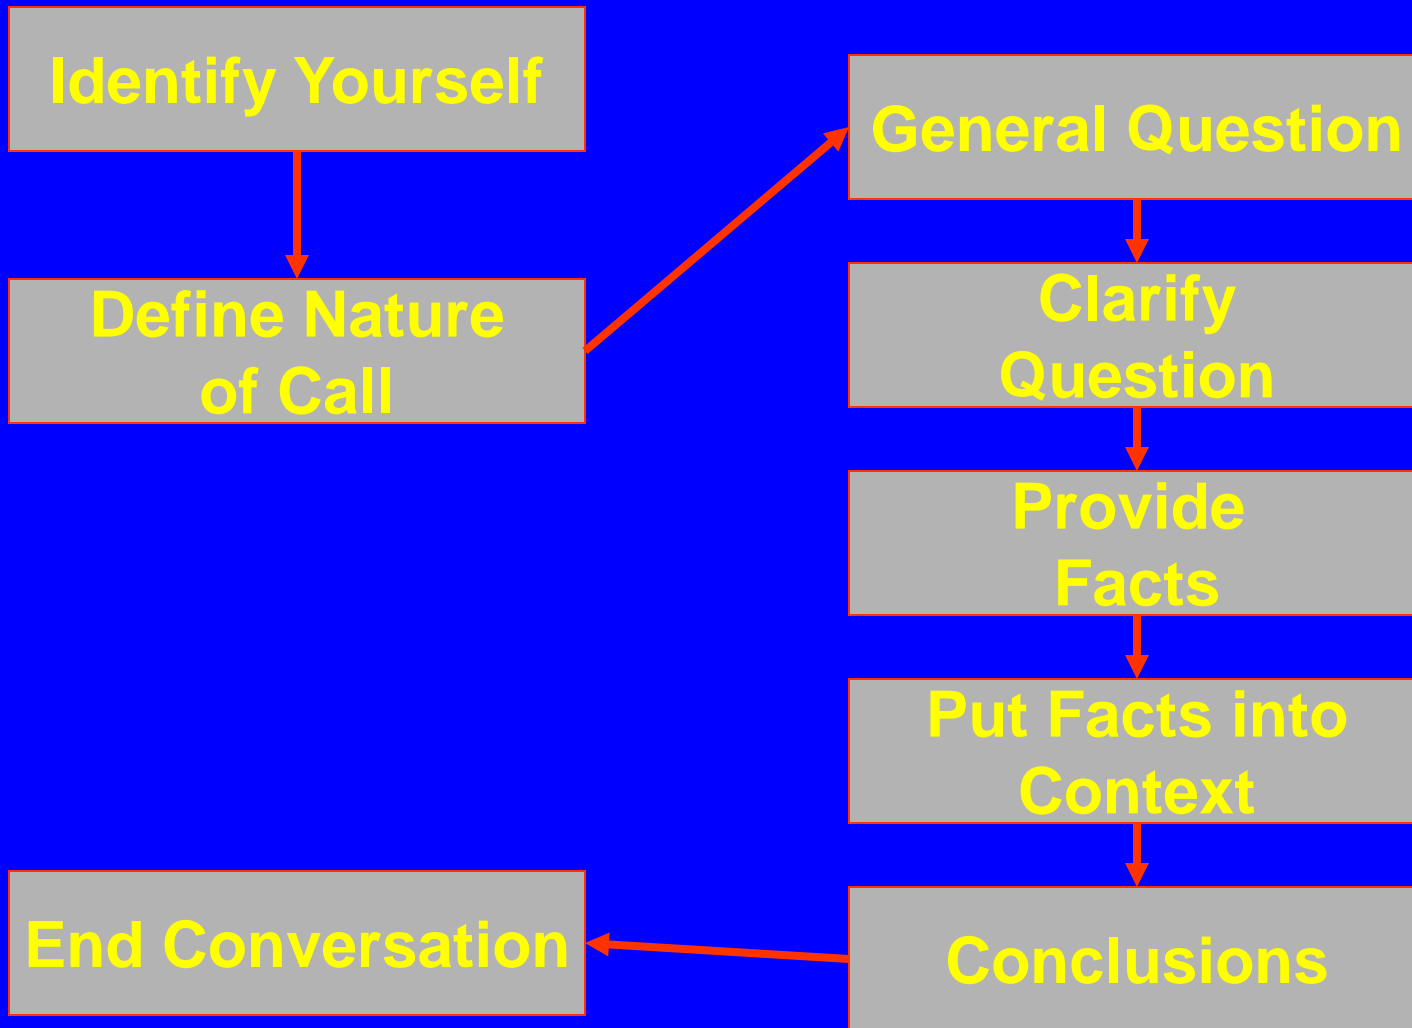 Identify Yourself
Define Nature
of Call
General Question
Clarify
Question
Provide
Facts
Put Facts into
Context
Conclusions
End Conversation